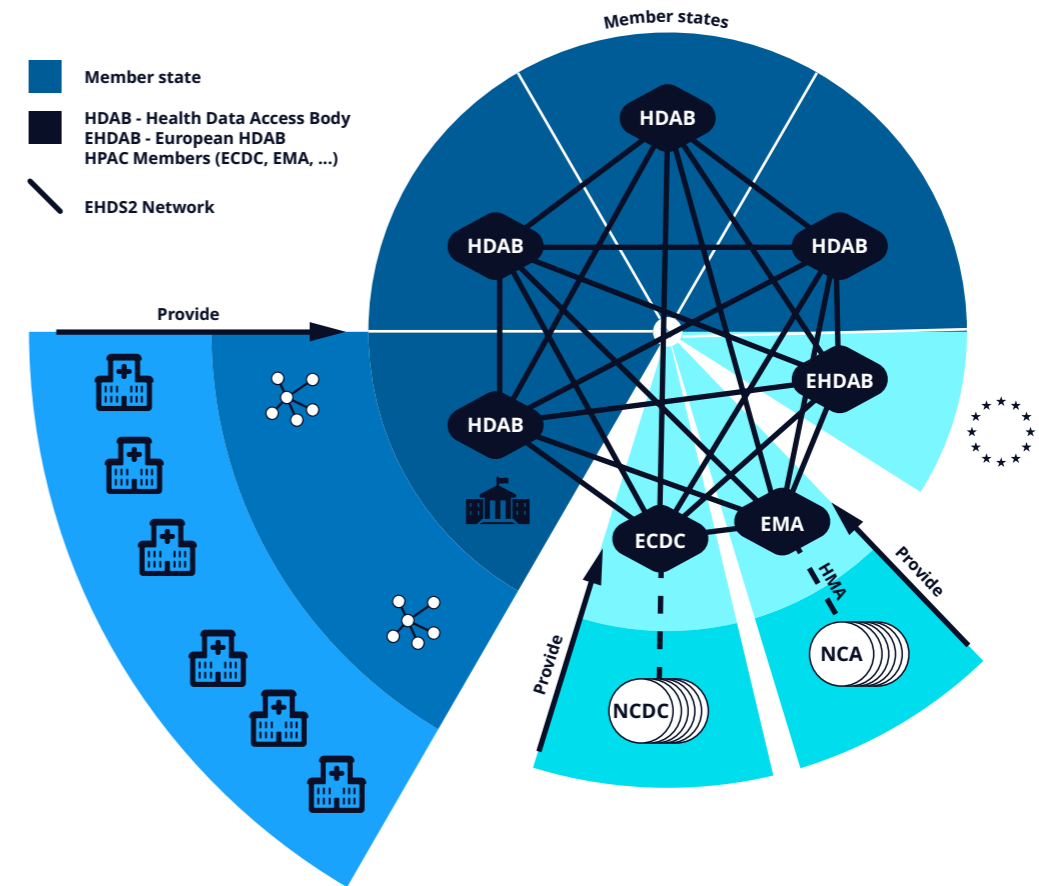 Member states
Member state
HDAB - Health Data Access Body
EHDAB - European HDAB
HPAC Members (ECDC, EMA, ...)
EHDS2 Network
HDAB
HDAB
HDAB
Provide
EHDAB
HDAB
EMA
ECDC
HMA
Provide
Provide
NCA
NCDC